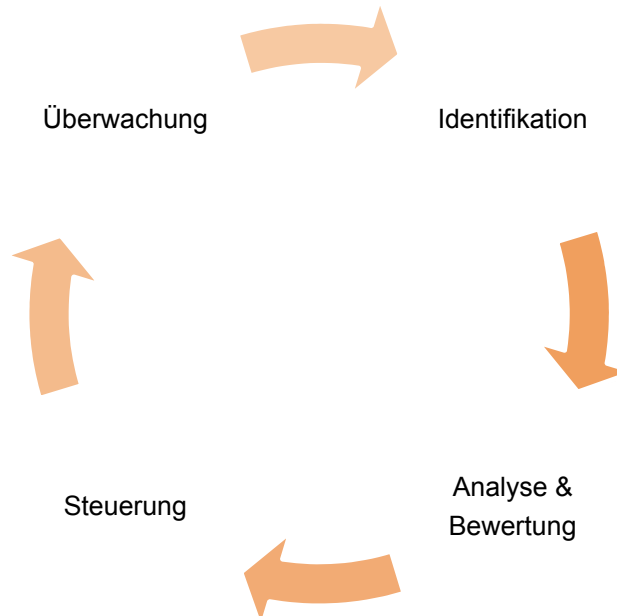 Überwachung
Identifikation
Steuerung
Analyse &
Bewertung